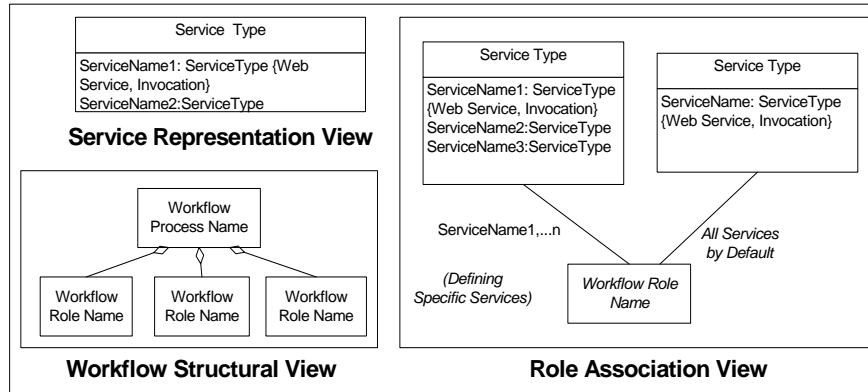 Service Type
ServiceName1: ServiceType {Web
Service, Invocation}
ServiceName2:ServiceType
Service Representation View
Workflow
Process Name
Workflow
Role Name
Workflow
Role Name
Workflow
Role Name
Workflow Structural View
Service Type
ServiceName1: ServiceType
{Web Service, Invocation}
ServiceName2:ServiceType
ServiceName3:ServiceType
Service Type
ServiceName: ServiceType
{Web Service, Invocation}
ServiceName1,...n
All Services
by Default
(Defining
Specific Services)
Workflow Role
Name
Role Association View